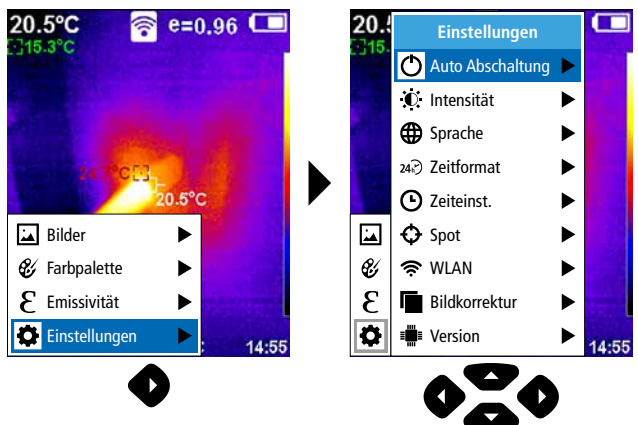 20.5°C e=0.96
15.3°C
24.7°C
20.5°C
Bilder
Farbpalette
ε Emissivität
Einstellungen
14:55
20.5
15.
Einstellungen
Auto Abschaltung
Intensität
Sprache
24h Zeitformat
Zeiteinst.
Spot
WLAN
ε Bildkorrektur
Version
14:55